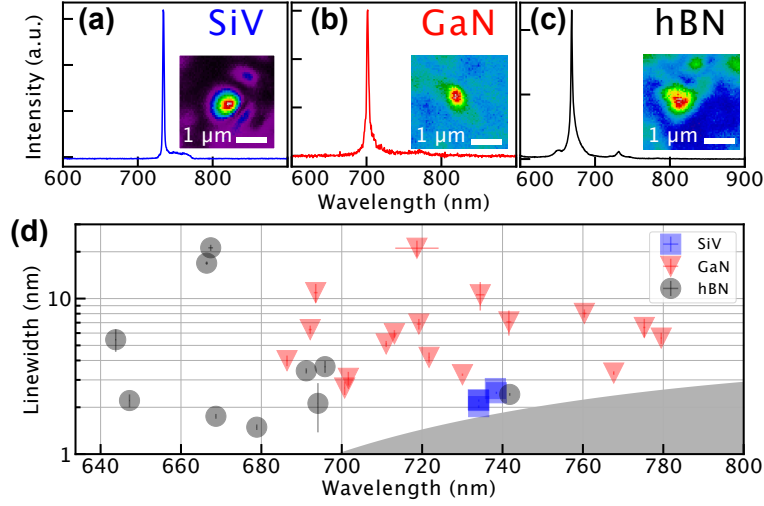 (a) SiV
(b) GaN
(c) hBN
Intensity (a.u.)
1 μm
1 μm
1 μm
600 700 800
600 700 800
600 700 800 900
Wavelength (nm)
(d)
SiV
GaN
hBN
Linewidth (nm)
10
1
640 660 680 700 720 740 760 780 800
Wavelength (nm)